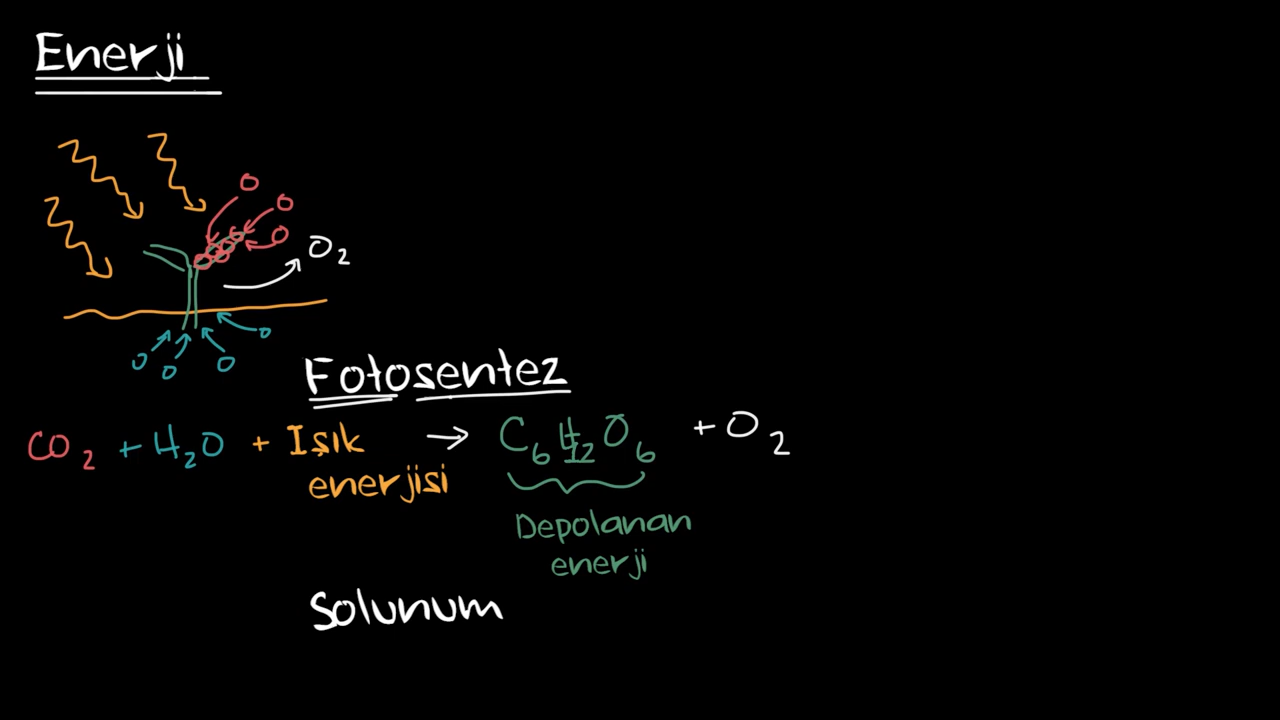 Enerji
O₂
Fotosentez
CO₂ + H₂O + Işık enerjisi → C₆H₁₂O₆ + O₂
Depolanan enerji
Solunum